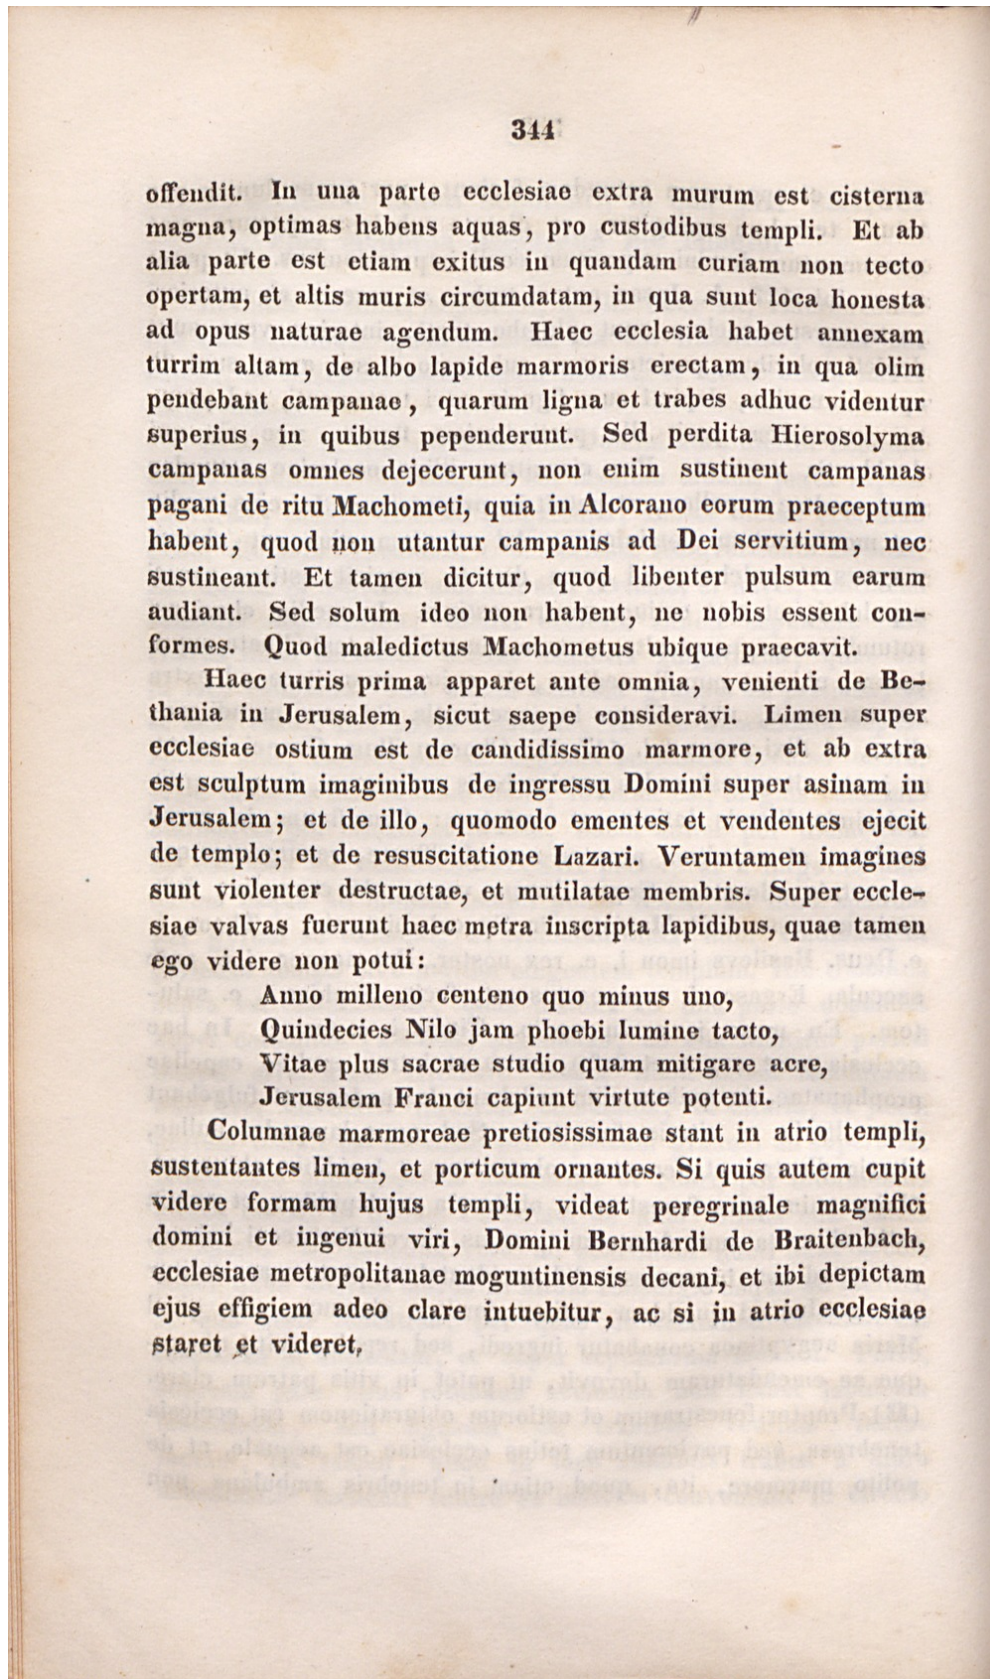 344
offendit. In una parte ecclesiae extra murum est cisterna
magna, optimas habens aquas, pro custodibus templi. Et ab
alia parte est etiam exitus in quandam curiam non tecto
opertam, et altis muris circumdatam, in qua sunt loca honesta
ad opus naturae agendum. Haec ecclesia habet annexam
turrim altam, de albo lapide marmoris erectam, in qua olim
pendebant campanae, quarum ligna et trabes adhuc videntur
superius, in quibus pependerunt. Sed perdita Hierosolyma
campanas omnes dejecerunt, non enim sustinent campanas
pagani de ritu Machometi, quia in Alcorano eorum praeceptum
habent, quod non utantur campanis ad Dei servitium, nec
sustineant. Et tamen dicitur, quod libenter pulsum earum
audiant. Sed solum ideo non habent, ne nobis essent con-
formes. Quod maledictus Machometus ubique praecavit.
Haec turris prima apparet ante omnia, venienti de Be-
thania in Jerusalem, sicut saepe consideravi. Limen super
ecclesiae ostium est de candidissimo marmore, et ab extra
est sculptum imaginibus de ingressu Domini super asinam in
Jerusalem; et de illo, quomodo ementes et vendentes ejecit
de templo; et de resuscitatione Lazari. Veruntamen imagines
sunt violenter destructae, et mutilatae membris. Super eccle-
siae valvas fuerunt haec metra inscripta lapidibus, quae tamen
ego videre non potui:
Anno milleno centeno quo minus uno,
Quindecies Nilo jam phoebi lumine tacto,
Vitae plus sacrae studio quam mitigare acre,
Jerusalem Franci capiunt virtute potenti.
Columnae marmoreae pretiosissimae stant in atrio templi,
sustentantes limen, et porticum ornantes. Si quis autem cupit
videre formam hujus templi, videat peregrinale magnifici
domini et ingenui viri, Domini Bernhardi de Braitenbach,
ecclesiae metropolitanae moguntinensis decani, et ibi depictam
ejus effigiem adeo clare intuebitur, ac si in atrio ecclesiae
staret et videret,